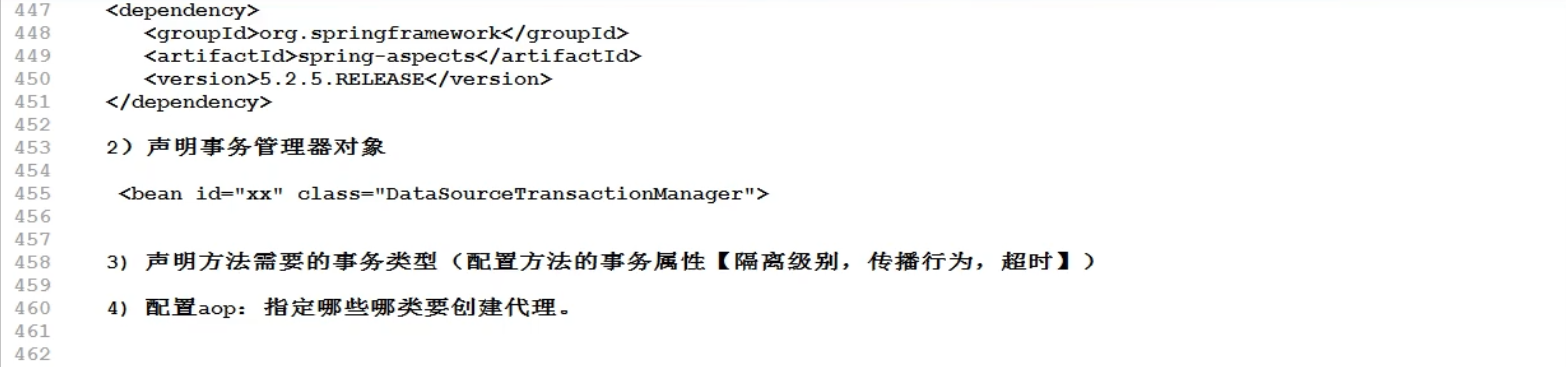 447 <dependency>
448 <groupId>org.springframework</groupId>
449 <artifactId>spring-aspects</artifactId>
450 <version>5.2.5.RELEASE</version>
451 </dependency>
452
453 2）声明事务管理器对象
454
455 <bean id="xx" class="DataSourceTransactionManager">
456
457
458 3) 声明方法需要的事务类型（配置方法的事务属性【隔离级别，传播行为，超时】）
459
460 4) 配置aop：指定哪些哪类要创建代理。
461
462